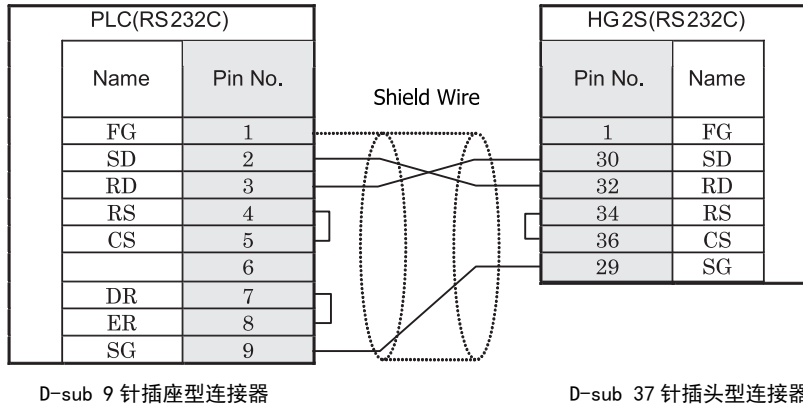 PLC(RS232C)
Name Pin No.
FG 1
SD 2
RD 3
RS 4
CS 5
6
DR 7
ER 8
SG 9
Shield Wire
HG2S(RS232C)
Pin No. Name
1 FG
30 SD
32 RD
34 RS
36 CS
29 SG
D-sub 9 针插座型连接器
D-sub 37 针插头型连接器